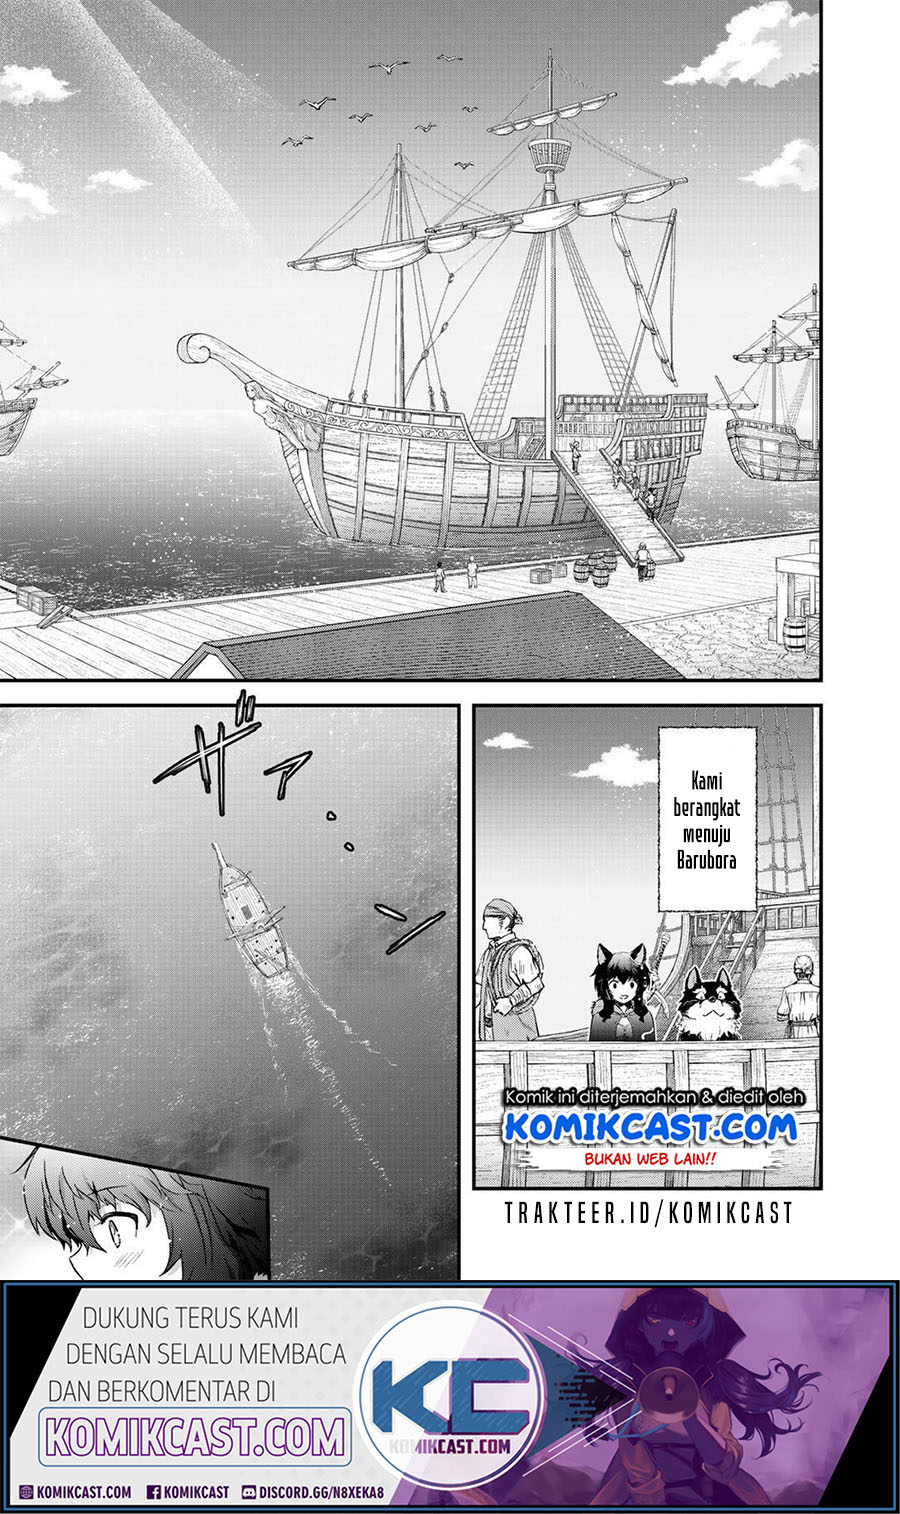 ザァ…ン
Kami
berangkat
menuju
Barubora
Komik ini diterjemahkan & diedit oleh
KOMIKCAST.COM
BUKAN WEB LAIN!!
TRAKTEER.ID/KOMIKCAST
DUKUNG TERUS KAMI
DENGAN SELALU MEMBACA
DAN BERKOMENTAR DI
KOMIKCAST.COM
KC
KOMIKCAST.COM
KOMIKCAST.COM KOMIKCAST DISCORD.GG/N8XEKA8